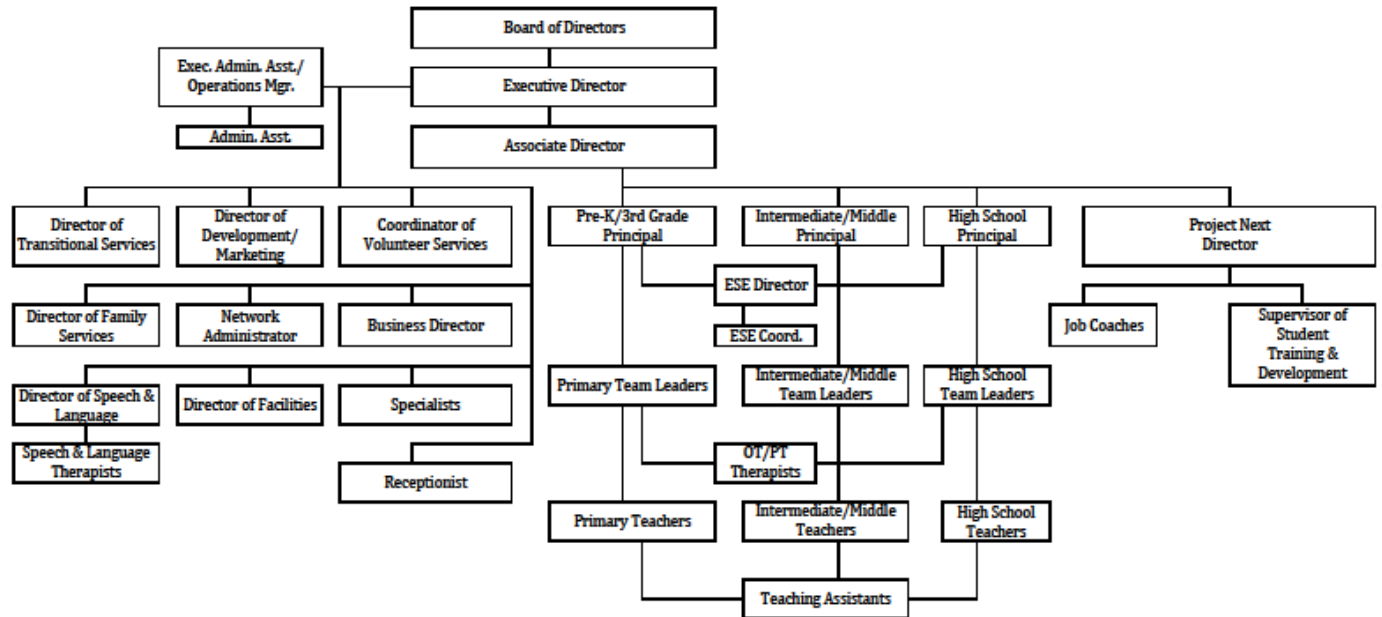 Board of Directors
Exec. Admin. Asst./
Operations Mgr.
Executive Director
Admin. Asst.
Associate Director
Director of
Transitional Services
Director of
Development/
Marketing
Coordinator of
Volunteer Services
Pre-K/3rd Grade
Principal
Intermediate/Middle
Principal
High School
Principal
Project Next
Director
ESE Director
ESE Coord.
Director of Family
Services
Network
Administrator
Business Director
Job Coaches
Supervisor of
Student
Training &
Development
Director of Speech &
Language
Director of Facilities
Specialists
Primary Team Leaders
Intermediate/Middle
Team Leaders
High School
Team Leaders
Speech & Language
Therapists
Receptionist
OT/PT
Therapists
Primary Teachers
Intermediate/Middle
Teachers
High School
Teachers
Teaching Assistants